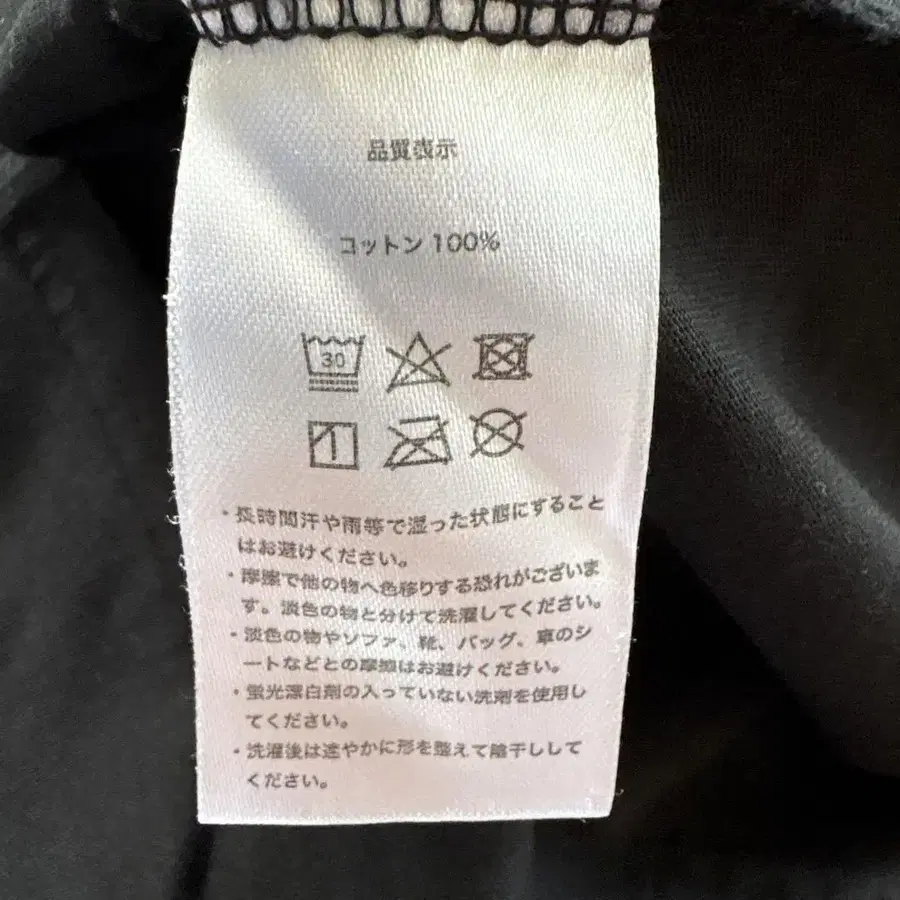 品質表示
コットン 100%
30
・長時間汗や雨等で湿った状態にすること
はお避けください。
・摩擦で他の物へ色移りする恐れがございま
す。淡色の物と分けて洗濯してください。
・淡色の物やソファ、靴、バッグ、車のシ
ートなどとの摩擦はお避けください。
・蛍光漂白剤の入っていない洗剤を使用し
てください。
・洗濯後は速やかに形を整えて陰干しして
ください。